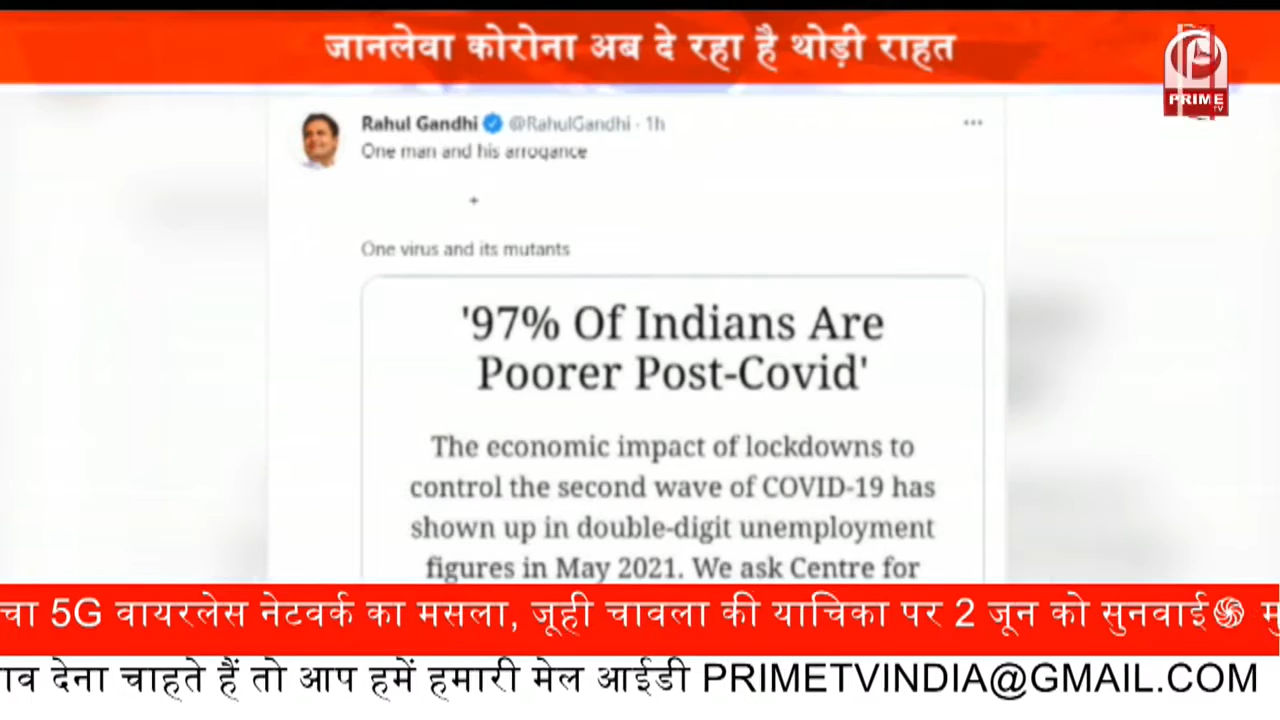 जानलेवा कोरोना अब दे रहा है थोड़ी राहत
PRIME
TV
Rahul Gandhi @RahulGandhi · 1h
One man and his arrogance
+
One virus and its mutants
'97% Of Indians Are
Poorer Post-Covid'
The economic impact of lockdowns to
control the second wave of COVID-19 has
shown up in double-digit unemployment
figures in May 2021. We ask Centre for
चा 5G वायरलेस नेटवर्क का मसला, जूही चावला की याचिका पर 2 जून को सुनवाई
ाव देना चाहते हैं तो आप हमें हमारी मेल आईडी PRIMETVINDIA@GMAIL.COM